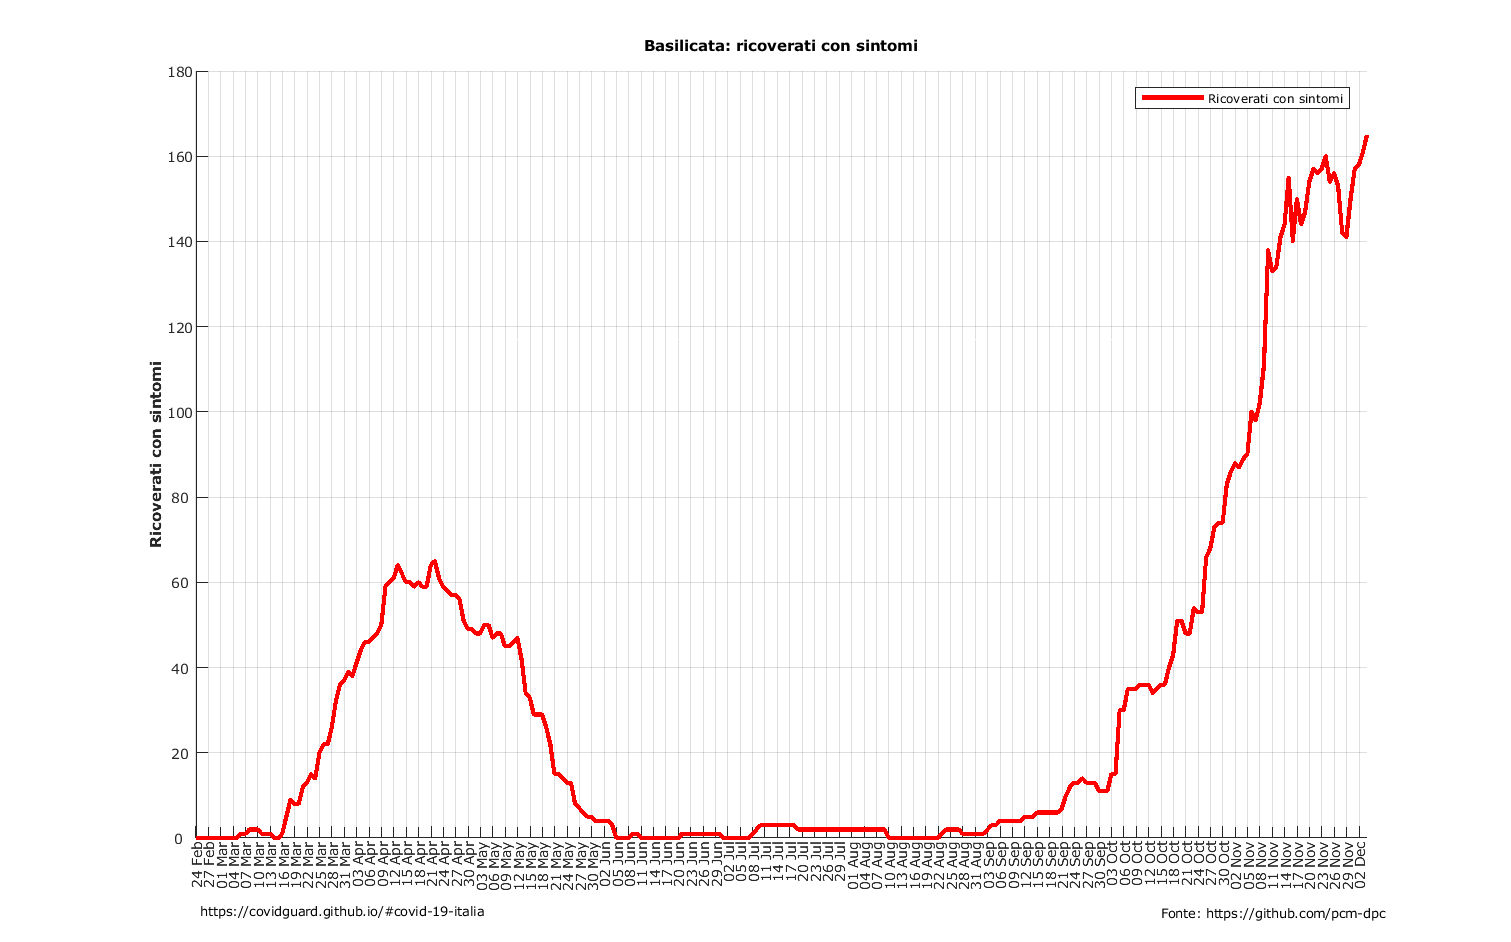 Basilicata: ricoverati con sintomi
Ricoverati con sintomi
Ricoverati con sintomi
180
160
140
120
100
80
60
40
20
0
24 Feb
27 Feb
01 Mar
04 Mar
07 Mar
10 Mar
13 Mar
16 Mar
19 Mar
22 Mar
25 Mar
28 Mar
31 Mar
03 Apr
06 Apr
09 Apr
12 Apr
15 Apr
18 Apr
21 Apr
24 Apr
27 Apr
30 Apr
03 May
06 May
09 May
12 May
15 May
18 May
21 May
24 May
27 May
30 May
02 Jun
05 Jun
08 Jun
11 Jun
14 Jun
17 Jun
20 Jun
23 Jun
26 Jun
29 Jun
02 Jul
05 Jul
08 Jul
11 Jul
14 Jul
17 Jul
20 Jul
23 Jul
26 Jul
29 Jul
01 Aug
04 Aug
07 Aug
10 Aug
13 Aug
16 Aug
19 Aug
22 Aug
25 Aug
28 Aug
31 Aug
03 Sep
06 Sep
09 Sep
12 Sep
15 Sep
18 Sep
21 Sep
24 Sep
27 Sep
30 Sep
03 Oct
06 Oct
09 Oct
12 Oct
15 Oct
18 Oct
21 Oct
24 Oct
27 Oct
30 Oct
02 Nov
05 Nov
08 Nov
11 Nov
14 Nov
17 Nov
20 Nov
23 Nov
26 Nov
29 Nov
02 Dec
https://covidguard.github.io/#covid-19-italia
Fonte: https://github.com/pcm-dpc